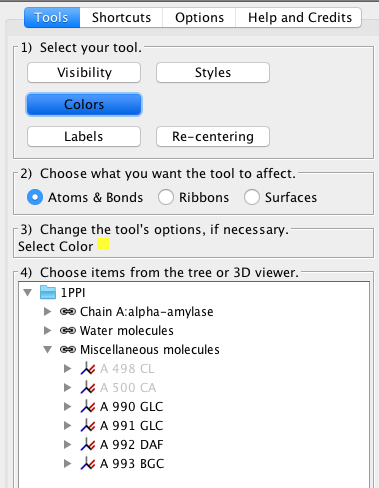 Tools Shortcuts Options Help and Credits
1) Select your tool.
Visibility Styles
Colors
Labels Re-centering
2) Choose what you want the tool to affect.
Atoms & Bonds Ribbons Surfaces
3) Change the tool's options, if necessary.
Select Color
4) Choose items from the tree or 3D viewer.
1PPI
Chain A:alpha-amylase
Water molecules
Miscellaneous molecules
A 498 CL
A 500 CA
A 990 GLC
A 991 GLC
A 992 DAF
A 993 BGC